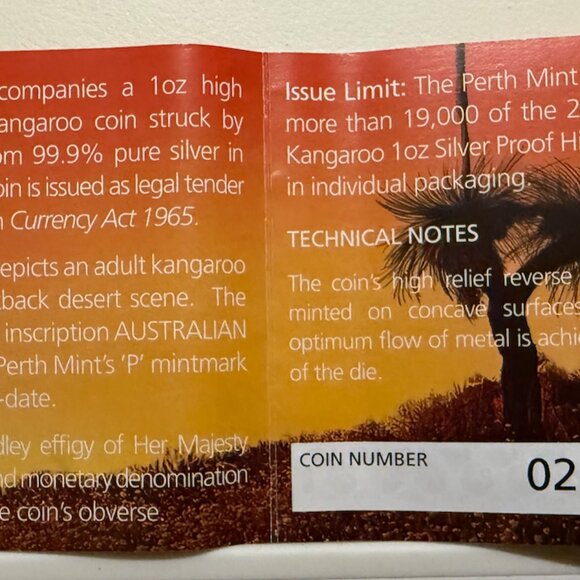 companies a 1oz high
angaroo coin struck by
om 99.9% pure silver in
oin is issued as legal tender
Currency Act 1965.
epicts an adult kangaroo
back desert scene. The
inscription AUSTRALIAN
Perth Mint's 'P' mintmark
-date.
dley effigy of Her Majesty
nd monetary denomination
e coin's obverse.
Issue Limit: The Perth Mint
more than 19,000 of the 2
Kangaroo 1oz Silver Proof Hi
in individual packaging.
TECHNICAL NOTES
The coin's high relief reverse
minted on concave surfaces
optimum flow of metal is achie
of the die.
COIN NUMBER
02